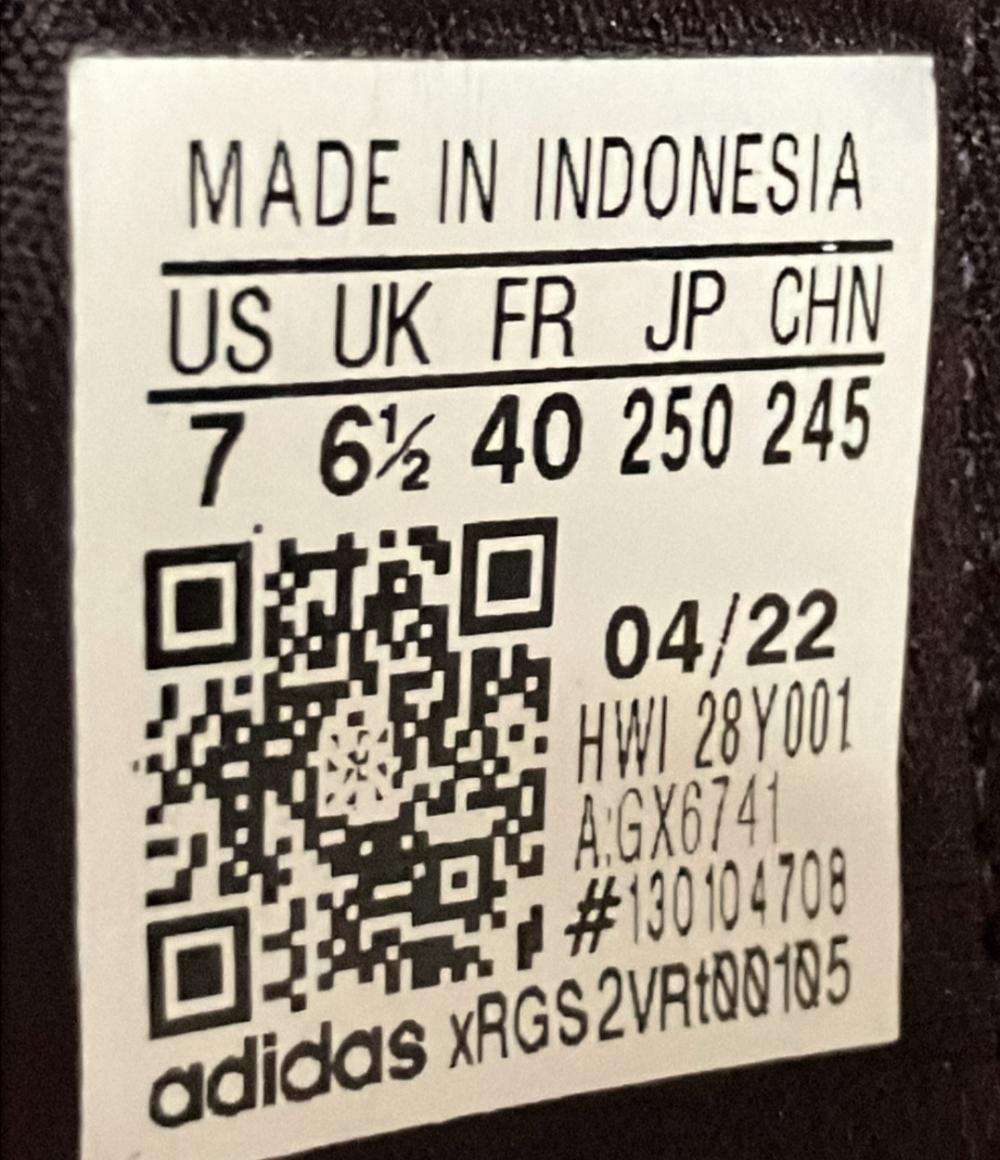 MADE IN INDONESIA
US UK FR JP CHN
7 6½ 40 250 245
04/22
HWI 28Y001
A:GX6741
#130104708
adidas xRGS2VRt00105